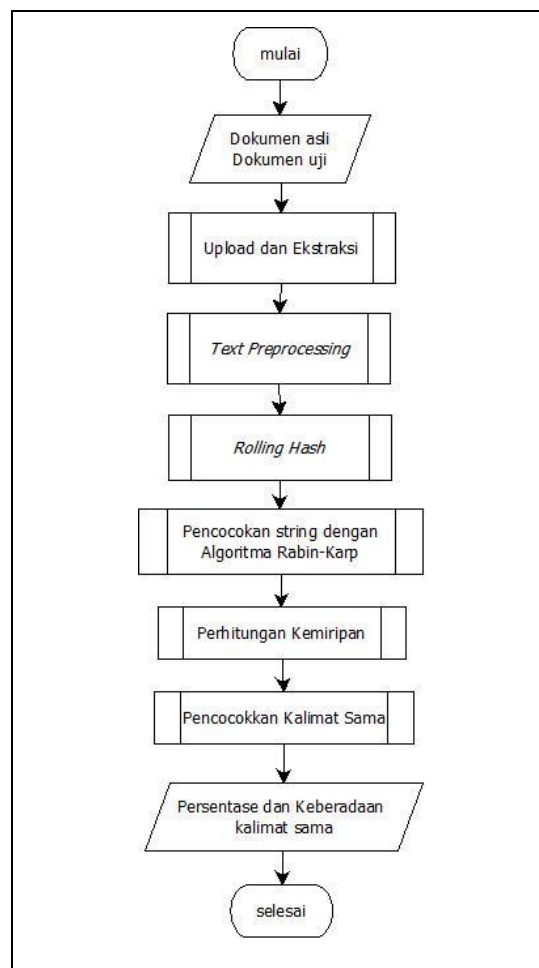 mulai
Dokumen asli
Dokumen uji
Upload dan Ekstraksi
Text Preprocessing
Rolling Hash
Pencocokan string dengan
Algoritma Rabin-Karp
Perhitungan Kemiripan
Pencocokkan Kalimat Sama
Persentase dan Keberadaan
kalimat sama
selesai